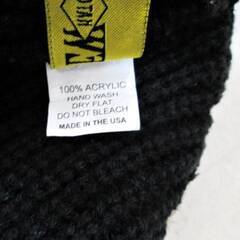 100% ACRYLIC
HAND WASH
DRY FLAT
DO NOT BLEACH
MADE IN THE USA